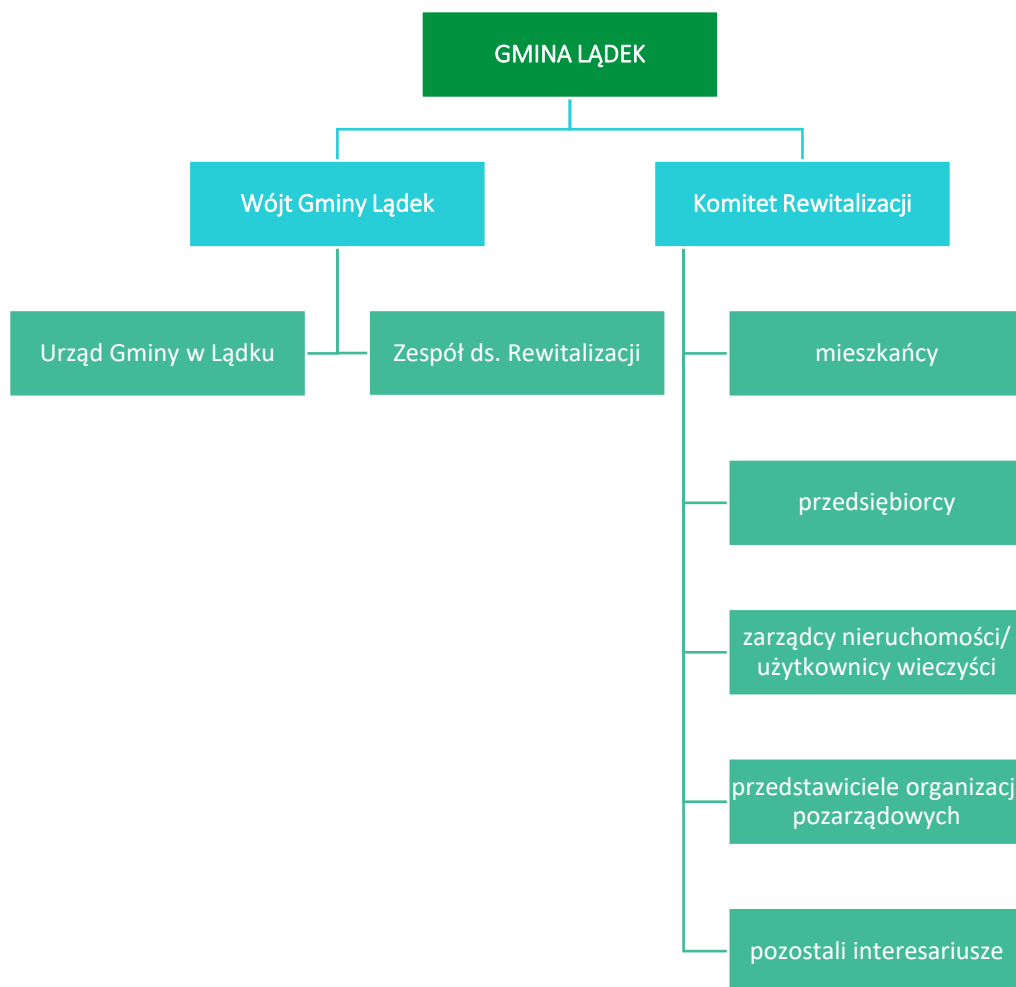 GMINA LĄDEK
Wójt Gminy Lądek
Komitet Rewitalizacji
Urząd Gminy w Lądku
Zespół ds. Rewitalizacji
mieszkańcy
przedsiębiorcy
zarządcy nieruchomości/
użytkownicy wieczyści
przedstawiciele organizacj
pozarządowych
pozostali interesariusze